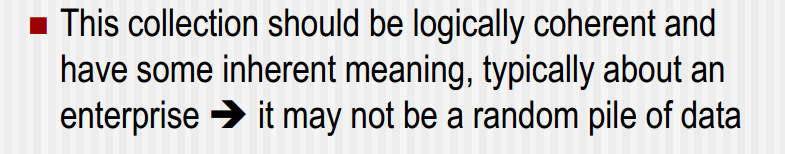 ■ This collection should be logically coherent and
have some inherent meaning, typically about an
enterprise ➔ it may not be a random pile of data